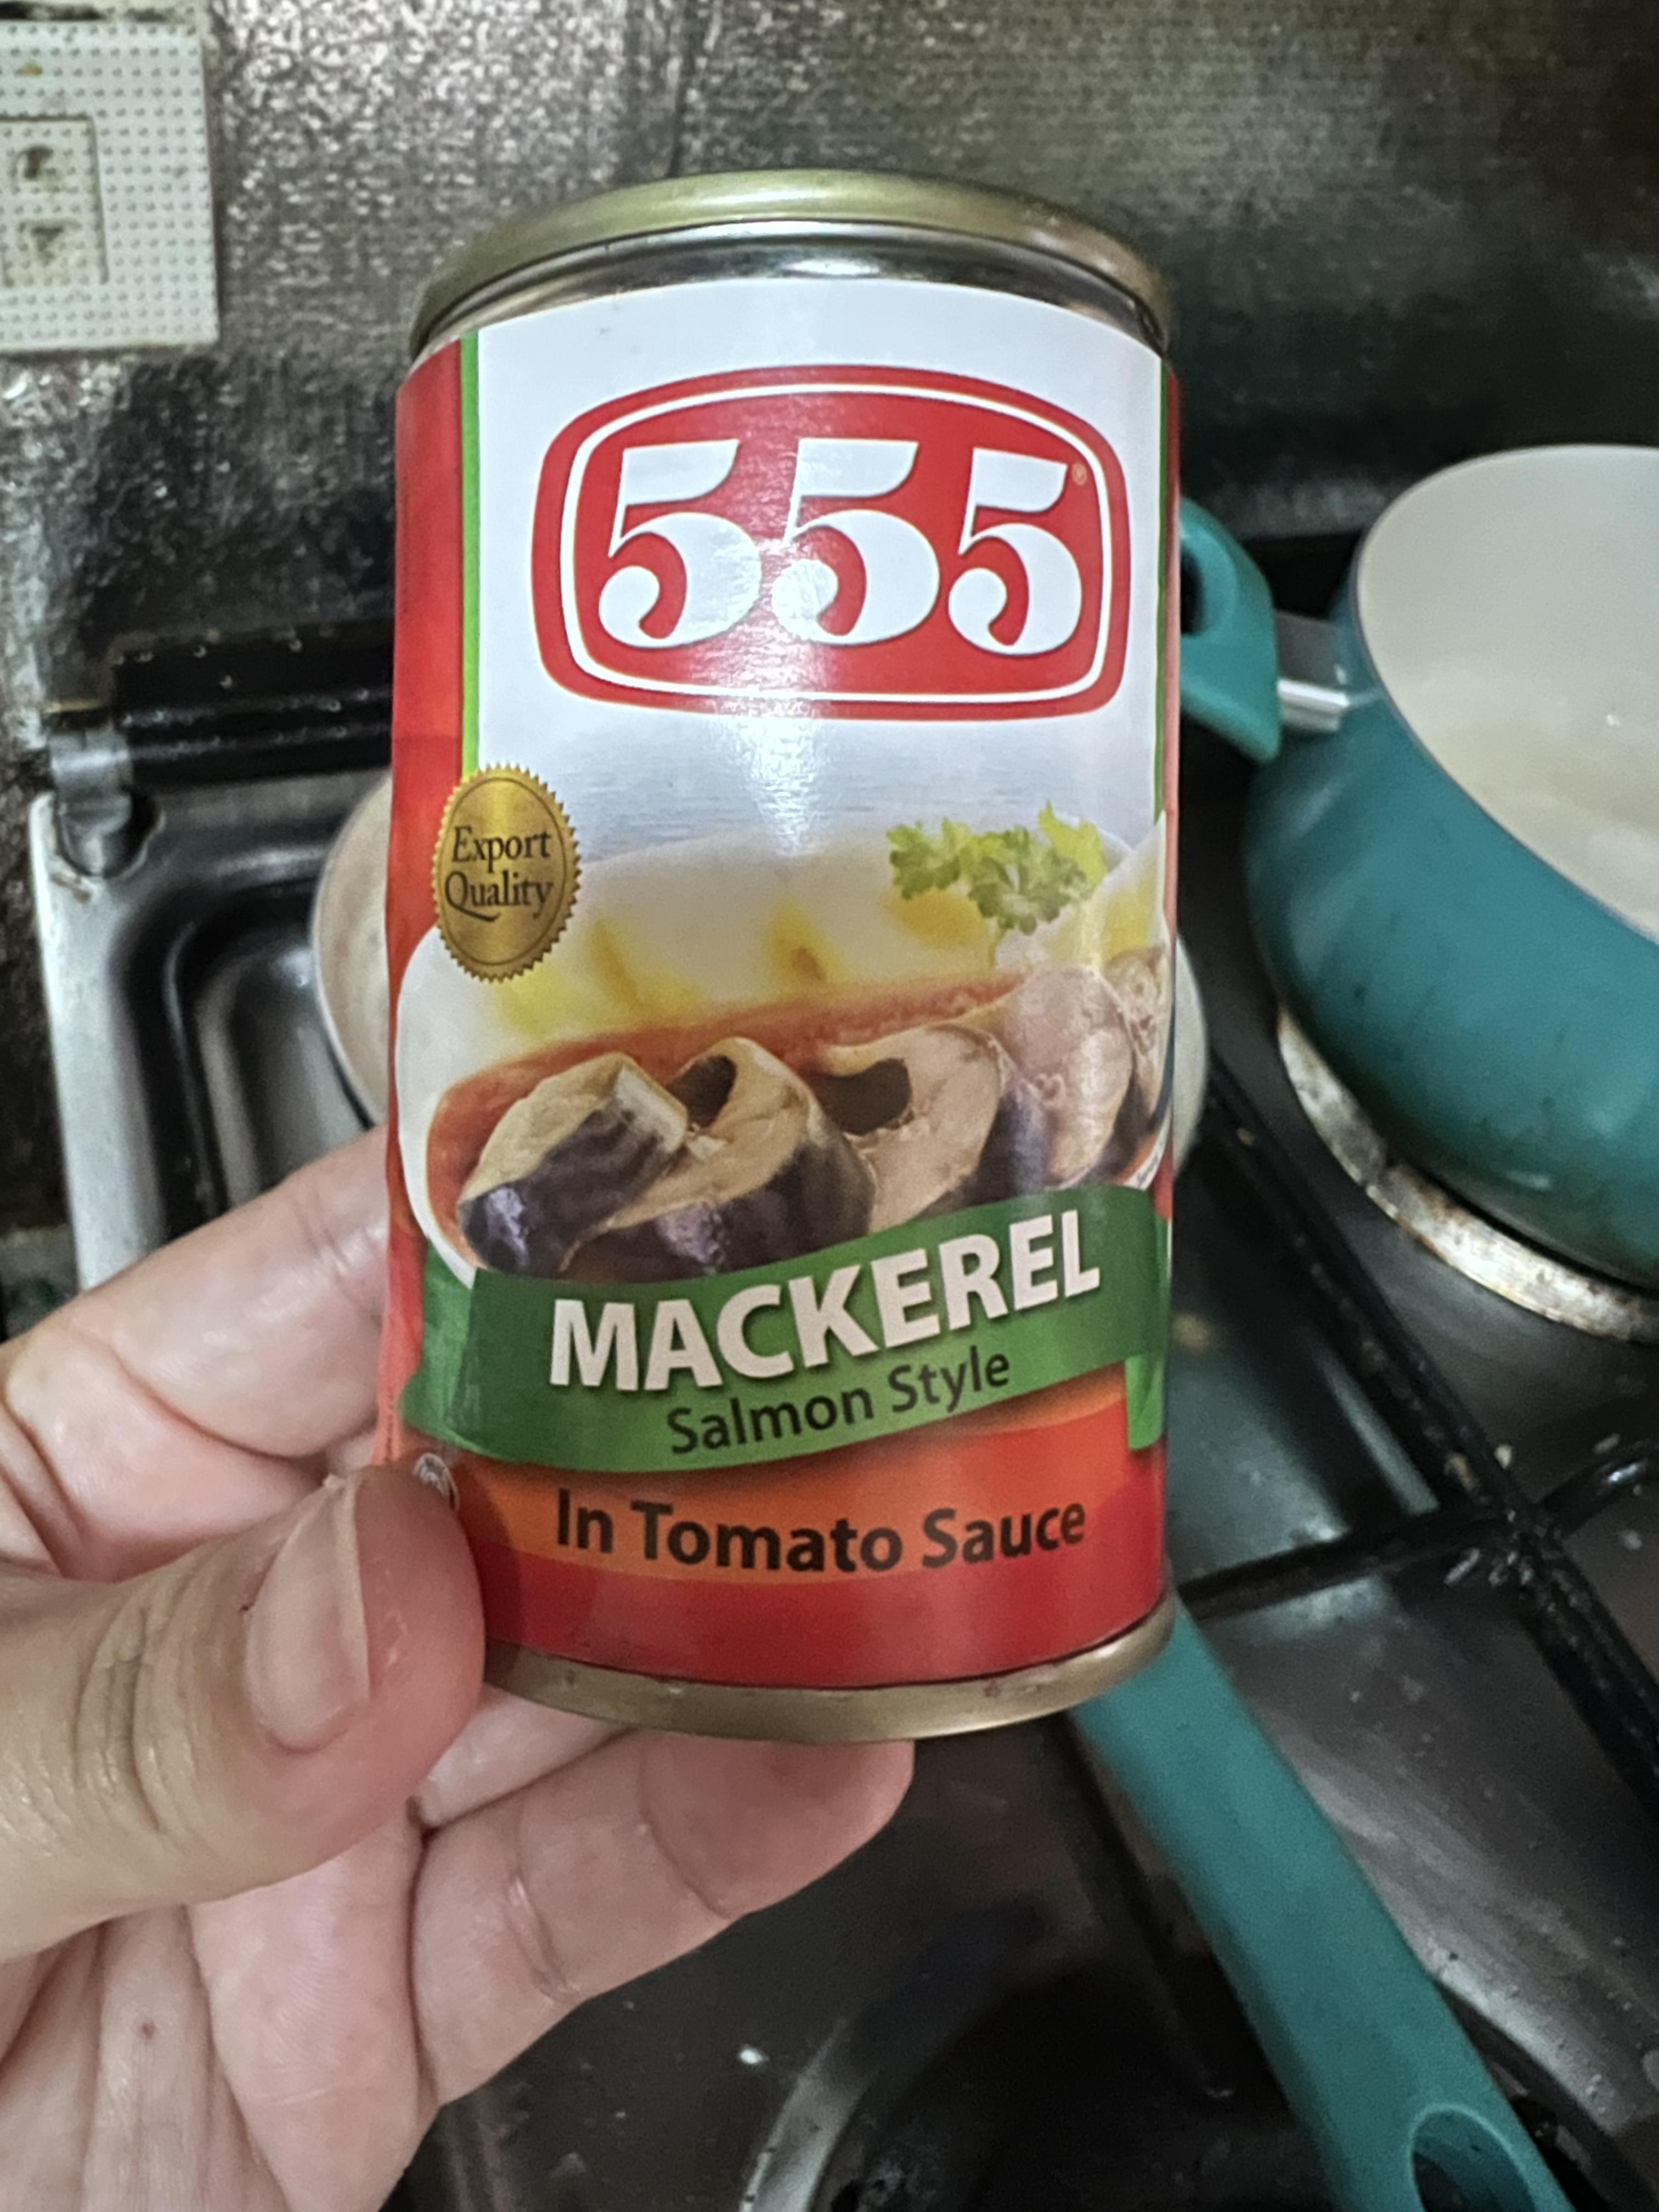 555
Export
Quality
MACKEREL
Salmon Style
In Tomato Sauce